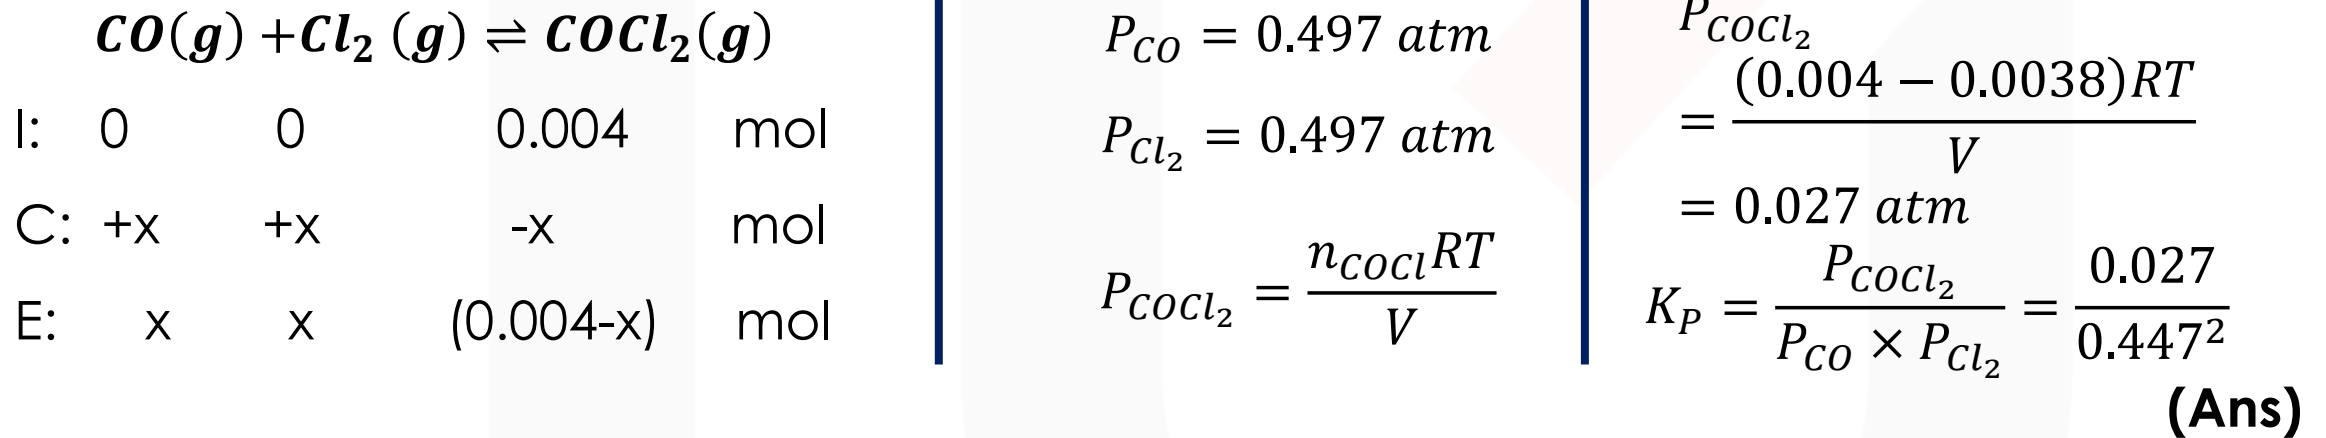 CO(g) +Cl₂ (g) ⇌ COCl₂(g)
I: 0 0 0.004 mol
C: +x +x -x mol
E: x x (0.004-x) mol
P_CO = 0.497 atm
P_Cl₂ = 0.497 atm
P_COCl₂ = n_COCl RT / V
P_COCl₂
= (0.004 − 0.0038)RT / V
= 0.027 atm
K_P = P_COCl₂ / P_CO × P_Cl₂ = 0.027 / 0.447²
(Ans)